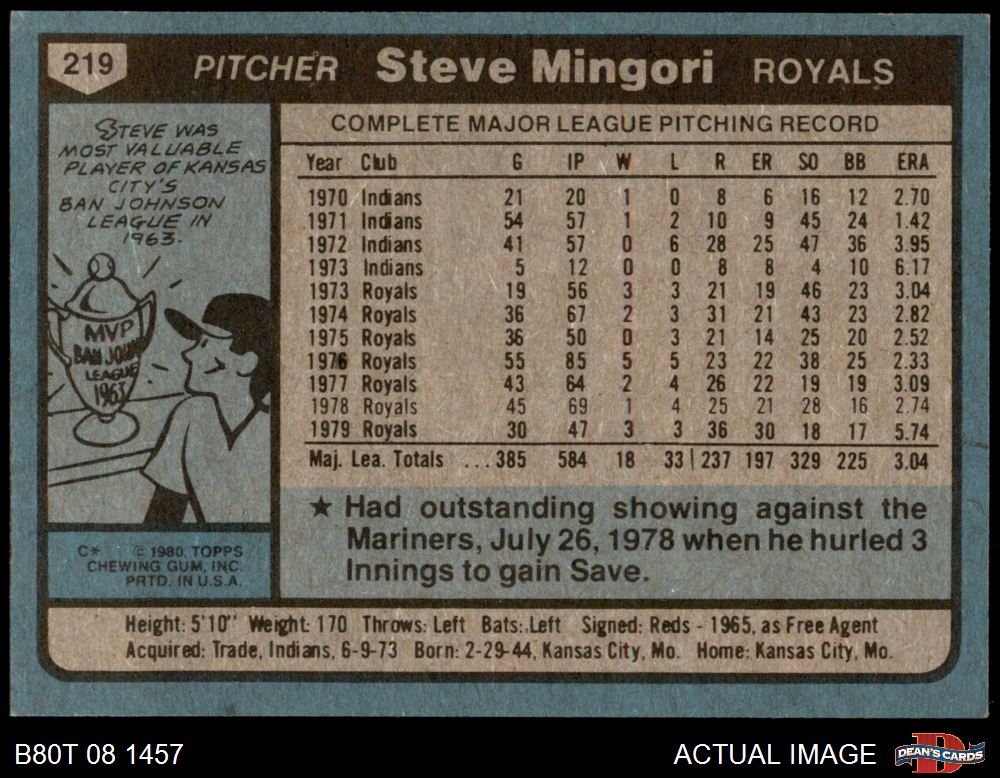 219 PITCHER Steve Mingori ROYALS
STEVE WAS
MOST VALUABLE
PLAYER OF KANSAS
CITY'S
BAN JOHNSON
LEAGUE IN
1963.
MVP
BAN JOHN
LEAGUE
1963
C* © 1980, TOPPS
CHEWING GUM, INC.
PRTD. IN U.S.A.
COMPLETE MAJOR LEAGUE PITCHING RECORD
Year Club G IP W L R ER SO BB ERA
1970 Indians 21 20 1 0 8 6 16 12 2.70
1971 Indians 54 57 1 2 10 9 45 24 1.42
1972 Indians 41 57 0 6 28 25 47 36 3.95
1973 Indians 5 12 0 0 8 8 4 10 6.17
1973 Royals 19 56 3 3 21 19 46 23 3.04
1974 Royals 36 67 2 3 31 21 43 23 2.82
1975 Royals 36 50 0 3 21 14 25 20 2.52
1976 Royals 55 85 5 5 23 22 38 25 2.33
1977 Royals 43 64 2 4 26 22 19 19 3.09
1978 Royals 45 69 1 4 25 21 28 16 2.74
1979 Royals 30 47 3 3 36 30 18 17 5.74
Maj. Lea. Totals ...385 584 18 33 237 197 329 225 3.04
★ Had outstanding showing against the
Mariners, July 26, 1978 when he hurled 3
Innings to gain Save.
Height: 5'10" Weight: 170 Throws: Left Bats: Left Signed: Reds - 1965, as Free Agent
Acquired: Trade, Indians, 6-9-73 Born: 2-29-44, Kansas City, Mo. Home: Kansas City, Mo.
B80T 08 1457 ACTUAL IMAGE DEAN'S CARDS